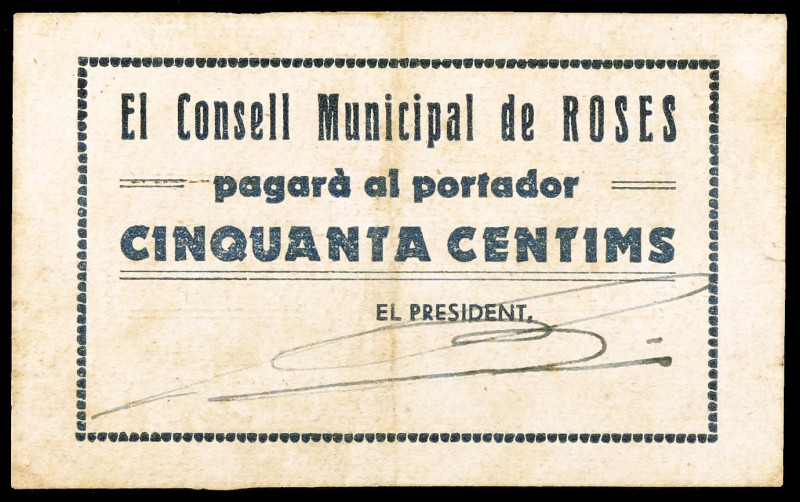 El Consell Municipal de ROSES
pagarà al portador
CINQUANTA CENTIMS
EL PRESIDENT,